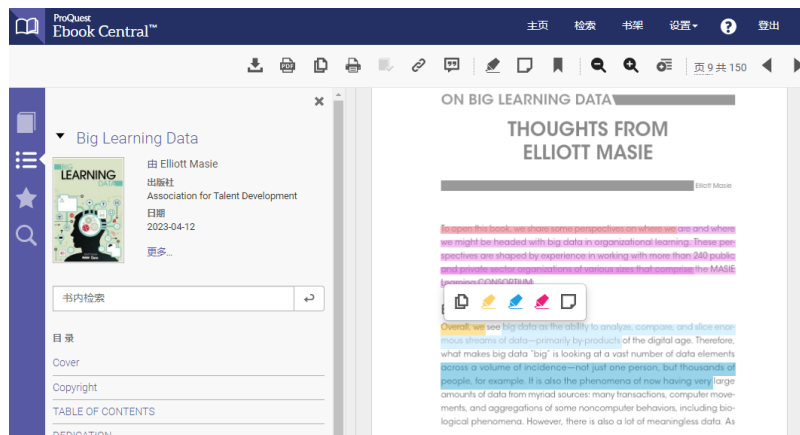 ProQuest
Ebook Central™
主页 检索 书架 设置 ? 登出
PDF
页 9 共 150
Big Learning Data
BIG
LEARNING
DATA
由 Elliott Masie
出版社
Association for Talent Development
日期
2023-04-12
更多...
书内检索
目录
Cover
Copyright
TABLE OF CONTENTS
DEDICATION
ON BIG LEARNING DATA
THOUGHTS FROM
ELLIOTT MASIE
Elliott Masie
To open this book, we share some perspectives on where we are and where
we might be headed with big data in organizational learning. These per-
spectives are shaped by experience in working with more than 240 public
and private sector organizations of various sizes that comprise the MASIE
Learning CONSORTIUM.
Overall, we see big data as the ability to analyze, compare, and slice enor-
mous streams of data—primarily by-products of the digital age. Therefore,
what makes big data "big" is looking at a vast number of data elements
across a volume of incidence—not just one person, but thousands of
people, for example. It is also the phenomena of now having very large
amounts of data from myriad sources: many transactions, computer move-
ments, and aggregations of some noncomputer behaviors, including bio-
logical phenomena. However, there is also a lot of meaningless data. As